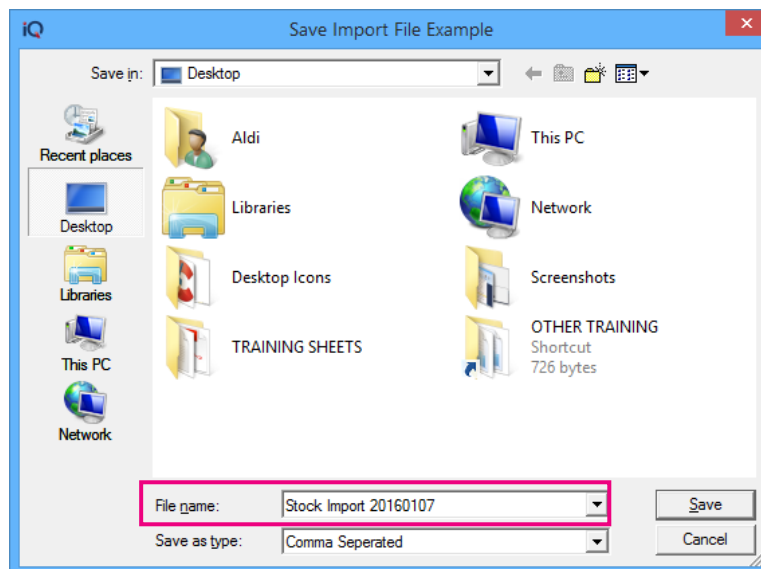 iQ Save Import File Example
Save in: Desktop
Recent places
Desktop
Libraries
This PC
Network
Aldi
This PC
Libraries
Network
Desktop Icons
Screenshots
TRAINING SHEETS
OTHER TRAINING
Shortcut
726 bytes
File name: Stock Import 20160107 Save
Save as type: Comma Seperated Cancel